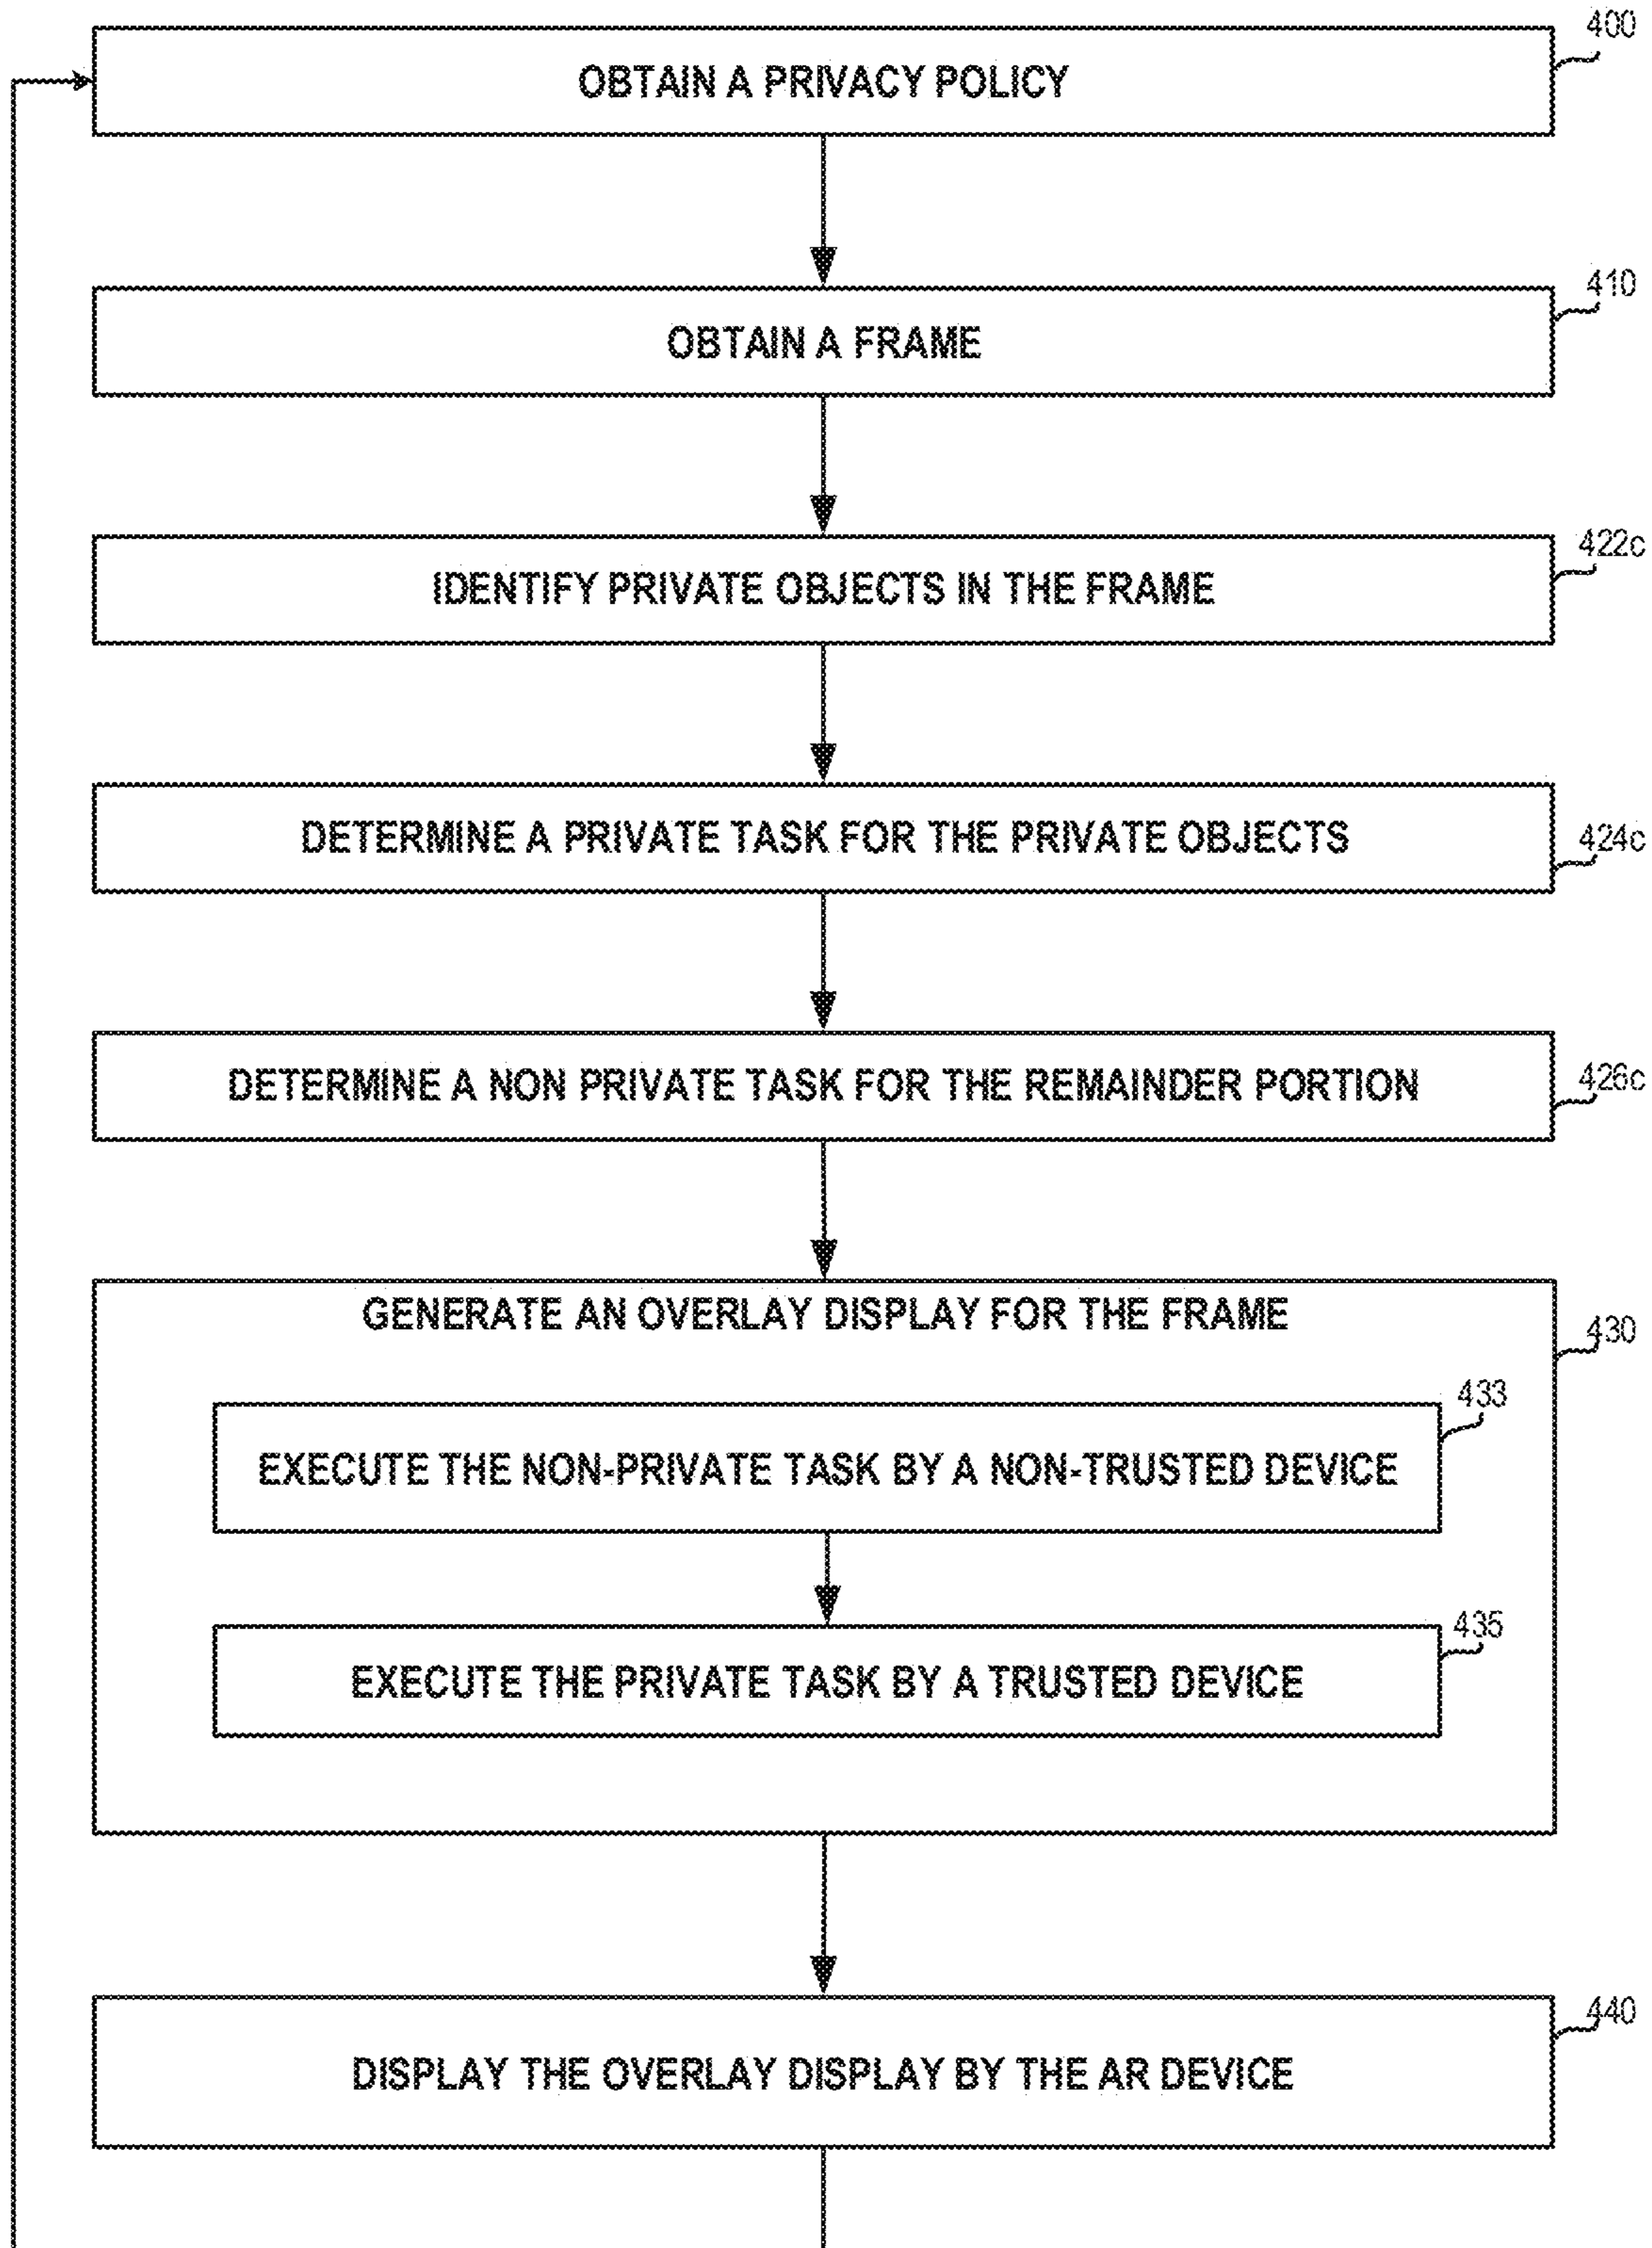 400
OBTAIN A PRIVACY POLICY
410
OBTAIN A FRAME
422c
IDENTIFY PRIVATE OBJECTS IN THE FRAME
DETERMINE A PRIVATE TASK FOR THE PRIVATE OBJECTS
424c
DETERMINE A NON PRIVATE TASK FOR THE REMAINDER PORTION
426c
GENERATE AN OVERLAY DISPLAY FOR THE FRAME
430
433
EXECUTE THE NON-PRIVATE TASK BY A NON-TRUSTED DEVICE
435
EXECUTE THE PRIVATE TASK BY A TRUSTED DEVICE
440
DISPLAY THE OVERLAY DISPLAY BY THE AR DEVICE